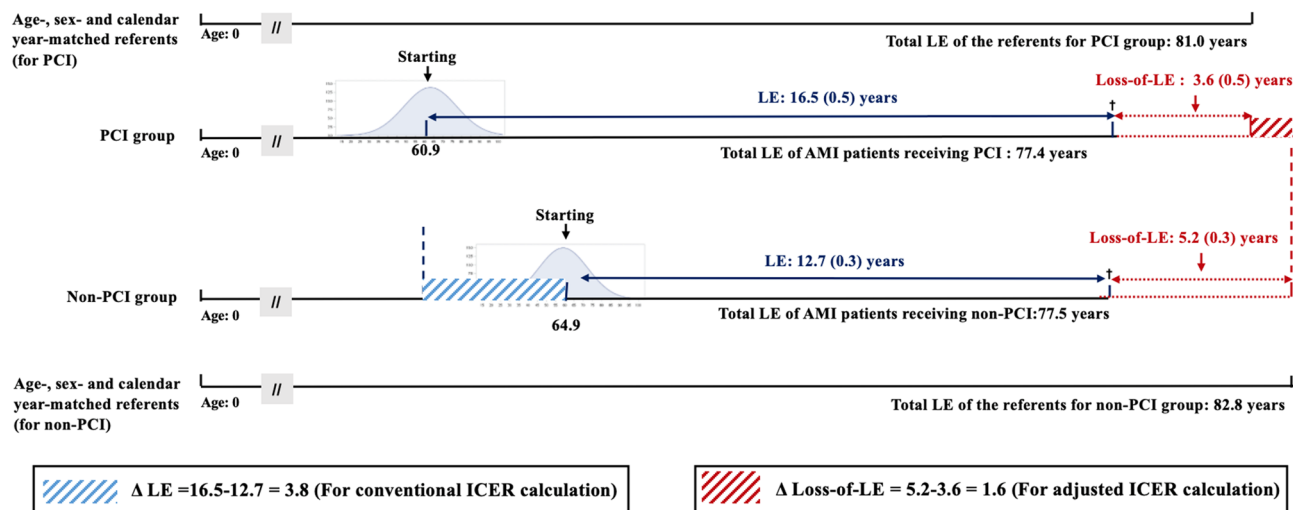 Age-, sex- and calendar
year-matched referents
(for PCI)
Age: 0
//
Total LE of the referents for PCI group: 81.0 years
Starting
LE: 16.5 (0.5) years
Loss-of-LE : 3.6 (0.5) years
†
PCI group
Age: 0
//
60.9
Total LE of AMI patients receiving PCI : 77.4 years
Starting
LE: 12.7 (0.3) years
Loss-of-LE: 5.2 (0.3) years
†
Non-PCI group
Age: 0
//
64.9
Total LE of AMI patients receiving non-PCI:77.5 years
Age-, sex- and calendar
year-matched referents
(for non-PCI)
Age: 0
//
Total LE of the referents for non-PCI group: 82.8 years
Δ LE =16.5-12.7 = 3.8 (For conventional ICER calculation)
Δ Loss-of-LE = 5.2-3.6 = 1.6 (For adjusted ICER calculation)